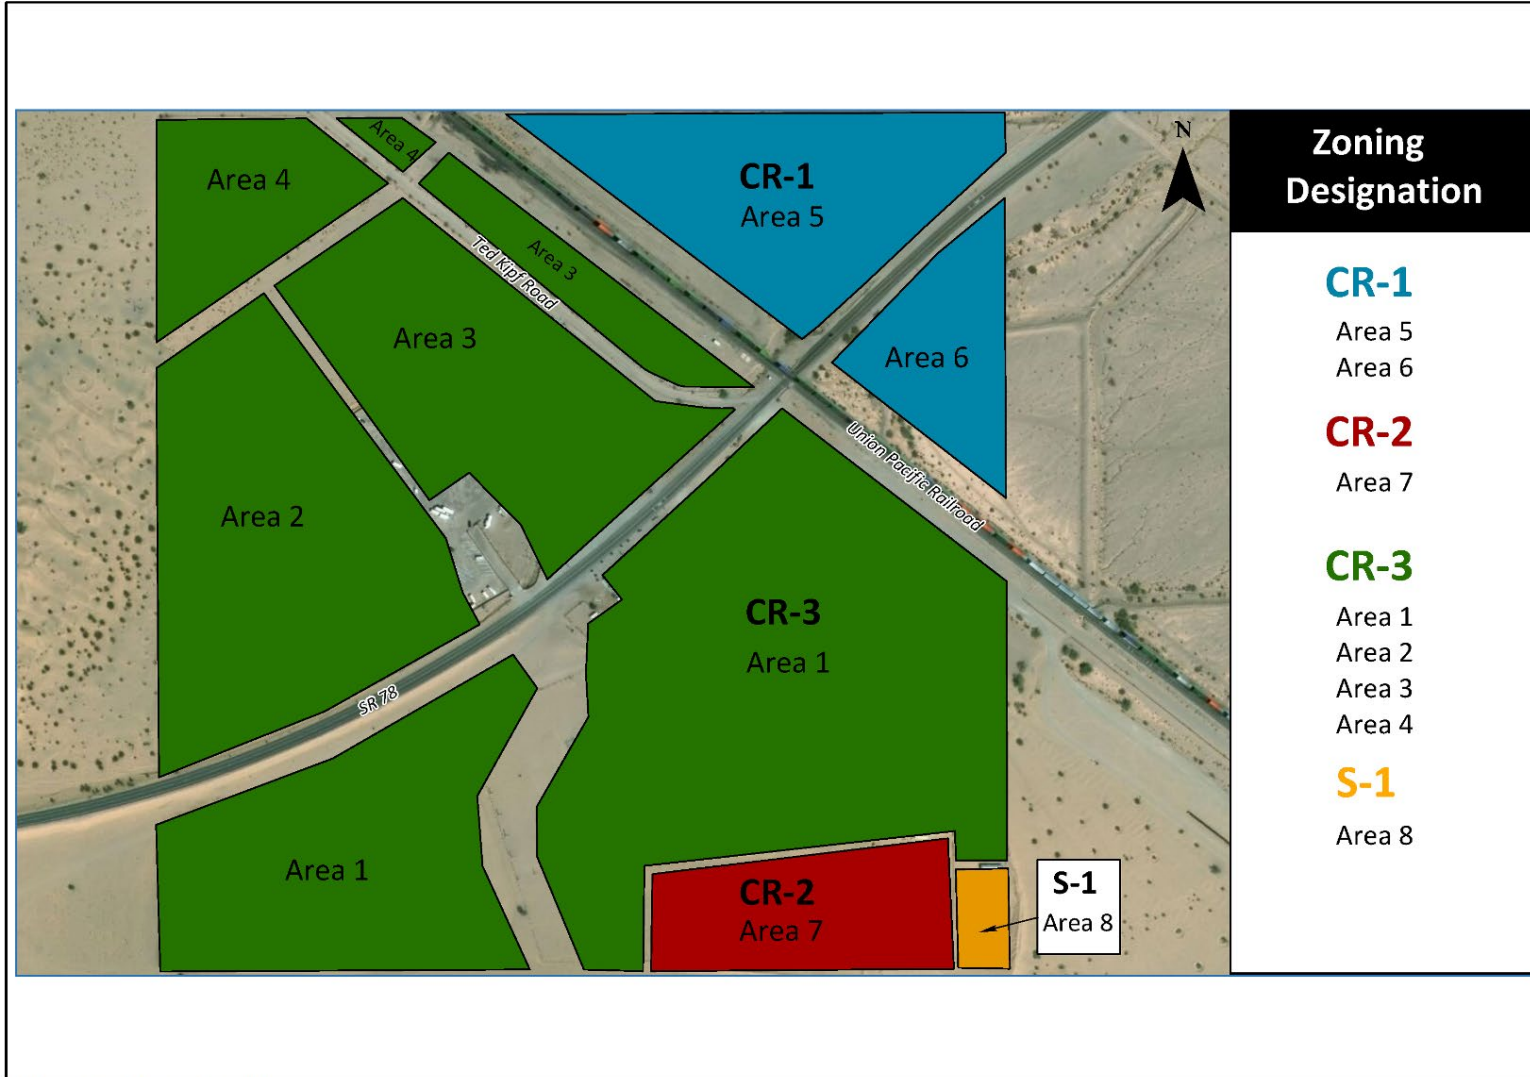 Zoning
Designation
N
CR-1
Area 5
Area 6
CR-2
Area 7
CR-3
Area 1
Area 2
Area 3
Area 4
S-1
Area 8
Area 4
Area 4
CR-1
Area 5
Area 3
Ted Kipf Road
Area 3
Area 6
Union Pacific Railroad
Area 2
CR-3
Area 1
SR 78
Area 1
CR-2
Area 7
S-1
Area 8